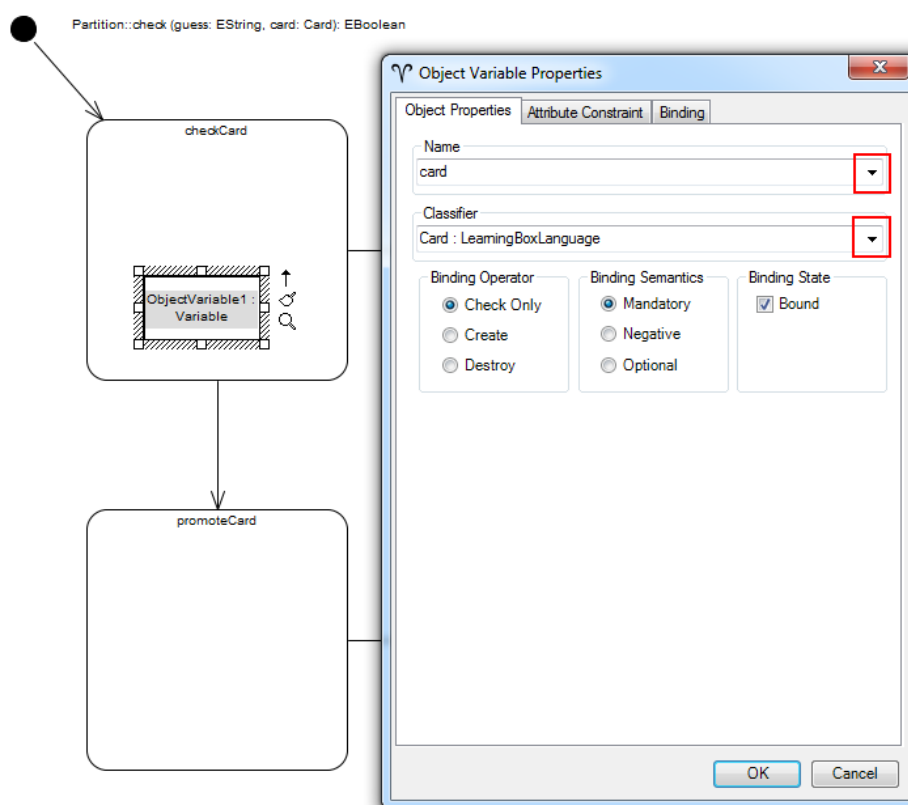 Partition::check (guess: EString, card: Card): EBoolean
checkCard
ObjectVariable1 :
Variable
promoteCard
Object Variable Properties
Object Properties
Attribute Constraint
Binding
Name
card
Classifier
Card : LearningBoxLanguage
Binding Operator
Check Only
Create
Destroy
Binding Semantics
Mandatory
Negative
Optional
Binding State
Bound
OK
Cancel